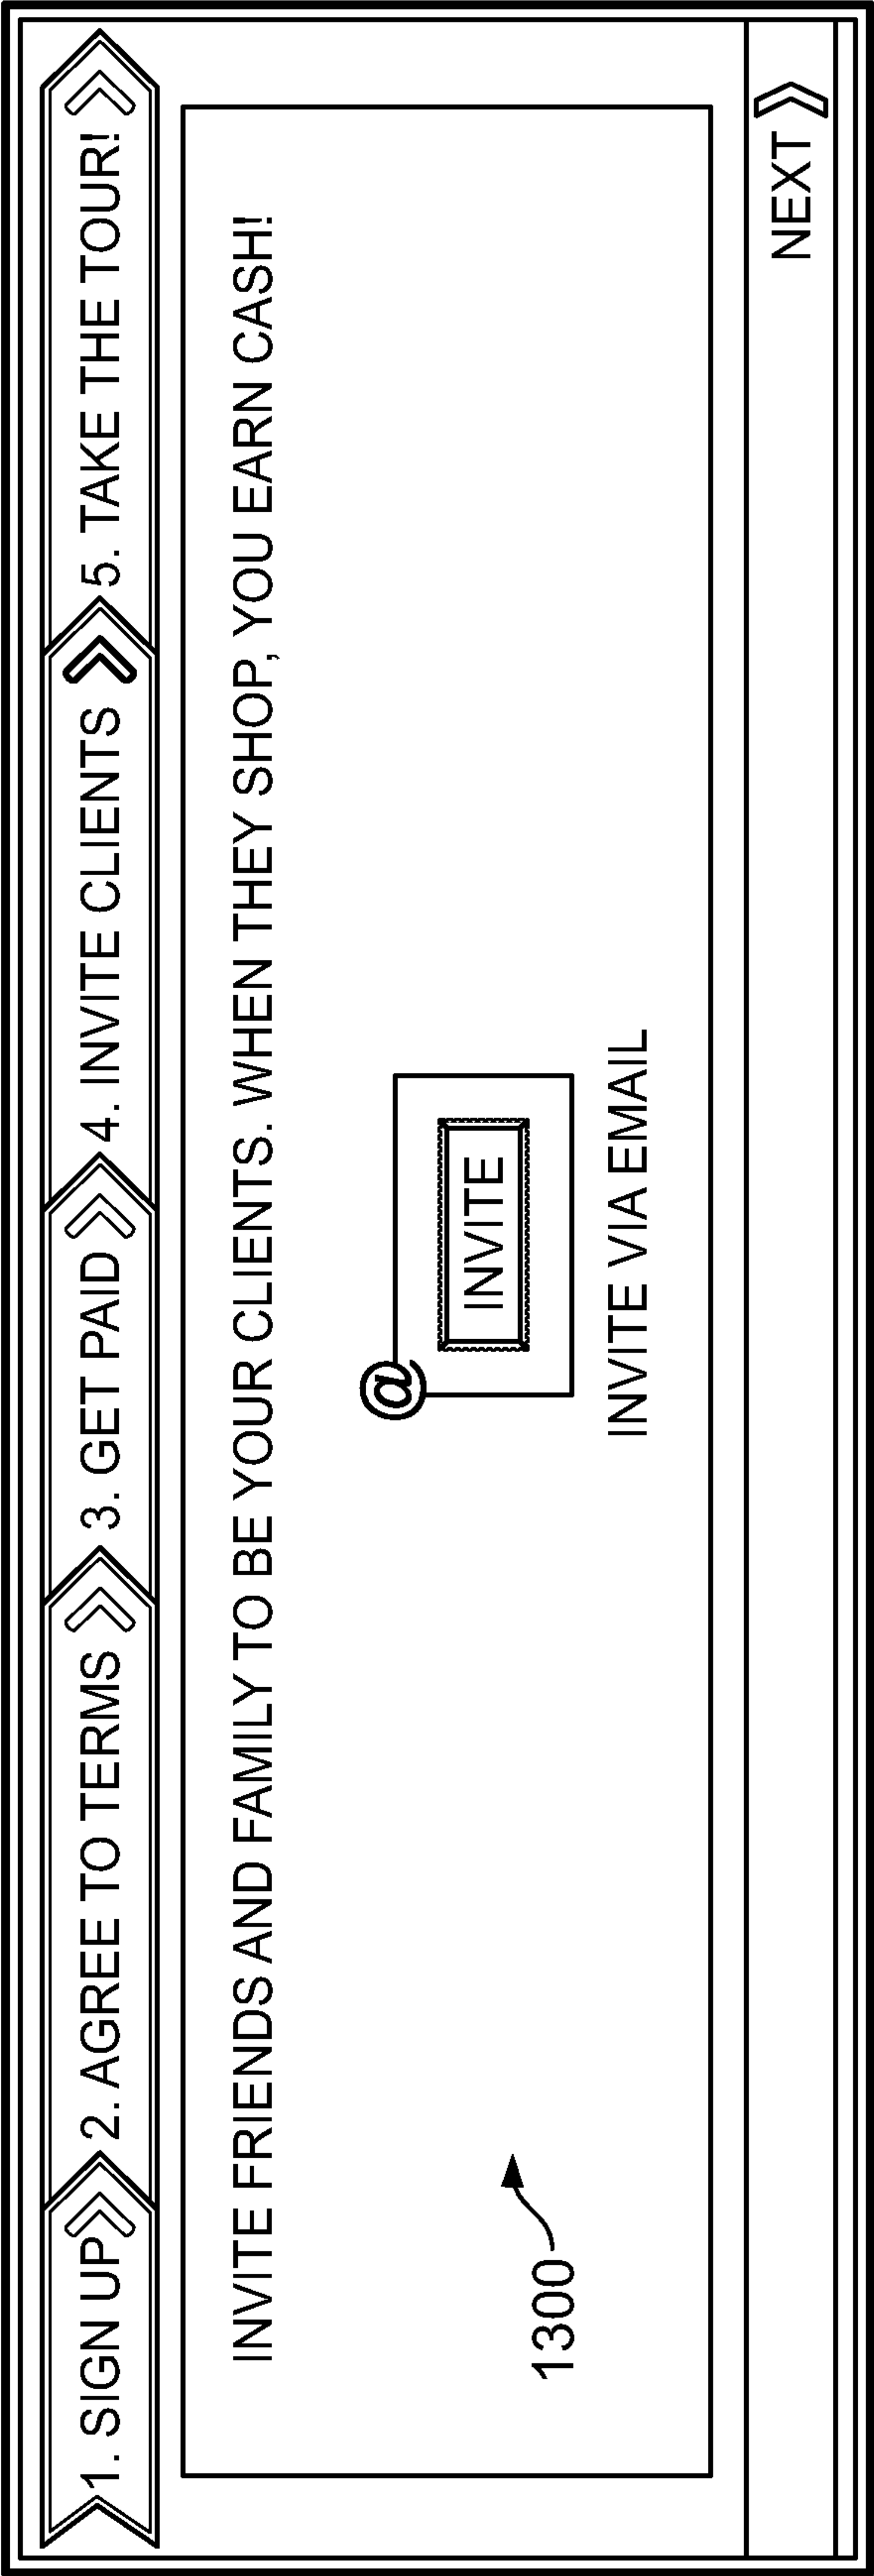 1. SIGN UP 2. AGREE TO TERMS 3. GET PAID 4. INVITE CLIENTS 5. TAKE THE TOUR!
INVITE FRIENDS AND FAMILY TO BE YOUR CLIENTS. WHEN THEY SHOP, YOU EARN CASH!
@
INVITE
1300
INVITE VIA EMAIL
NEXT